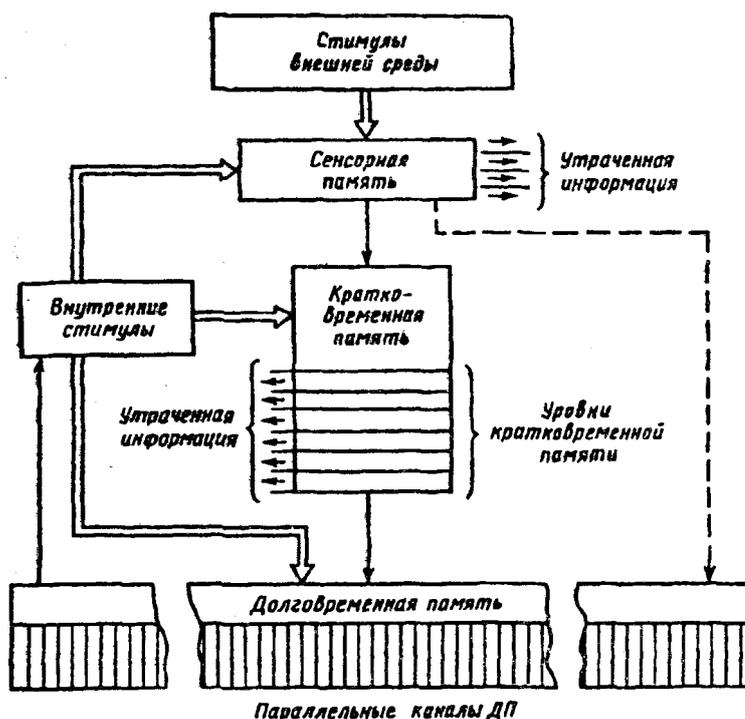 Стимулы
внешней среды
Сенсорная
память
Утраченная
информация
Внутренние
стимулы
Кратко-
временная
память
Утраченная
информация
Уровни
кратковременной
памяти
Долговременная память
Параллельные каналы ДП